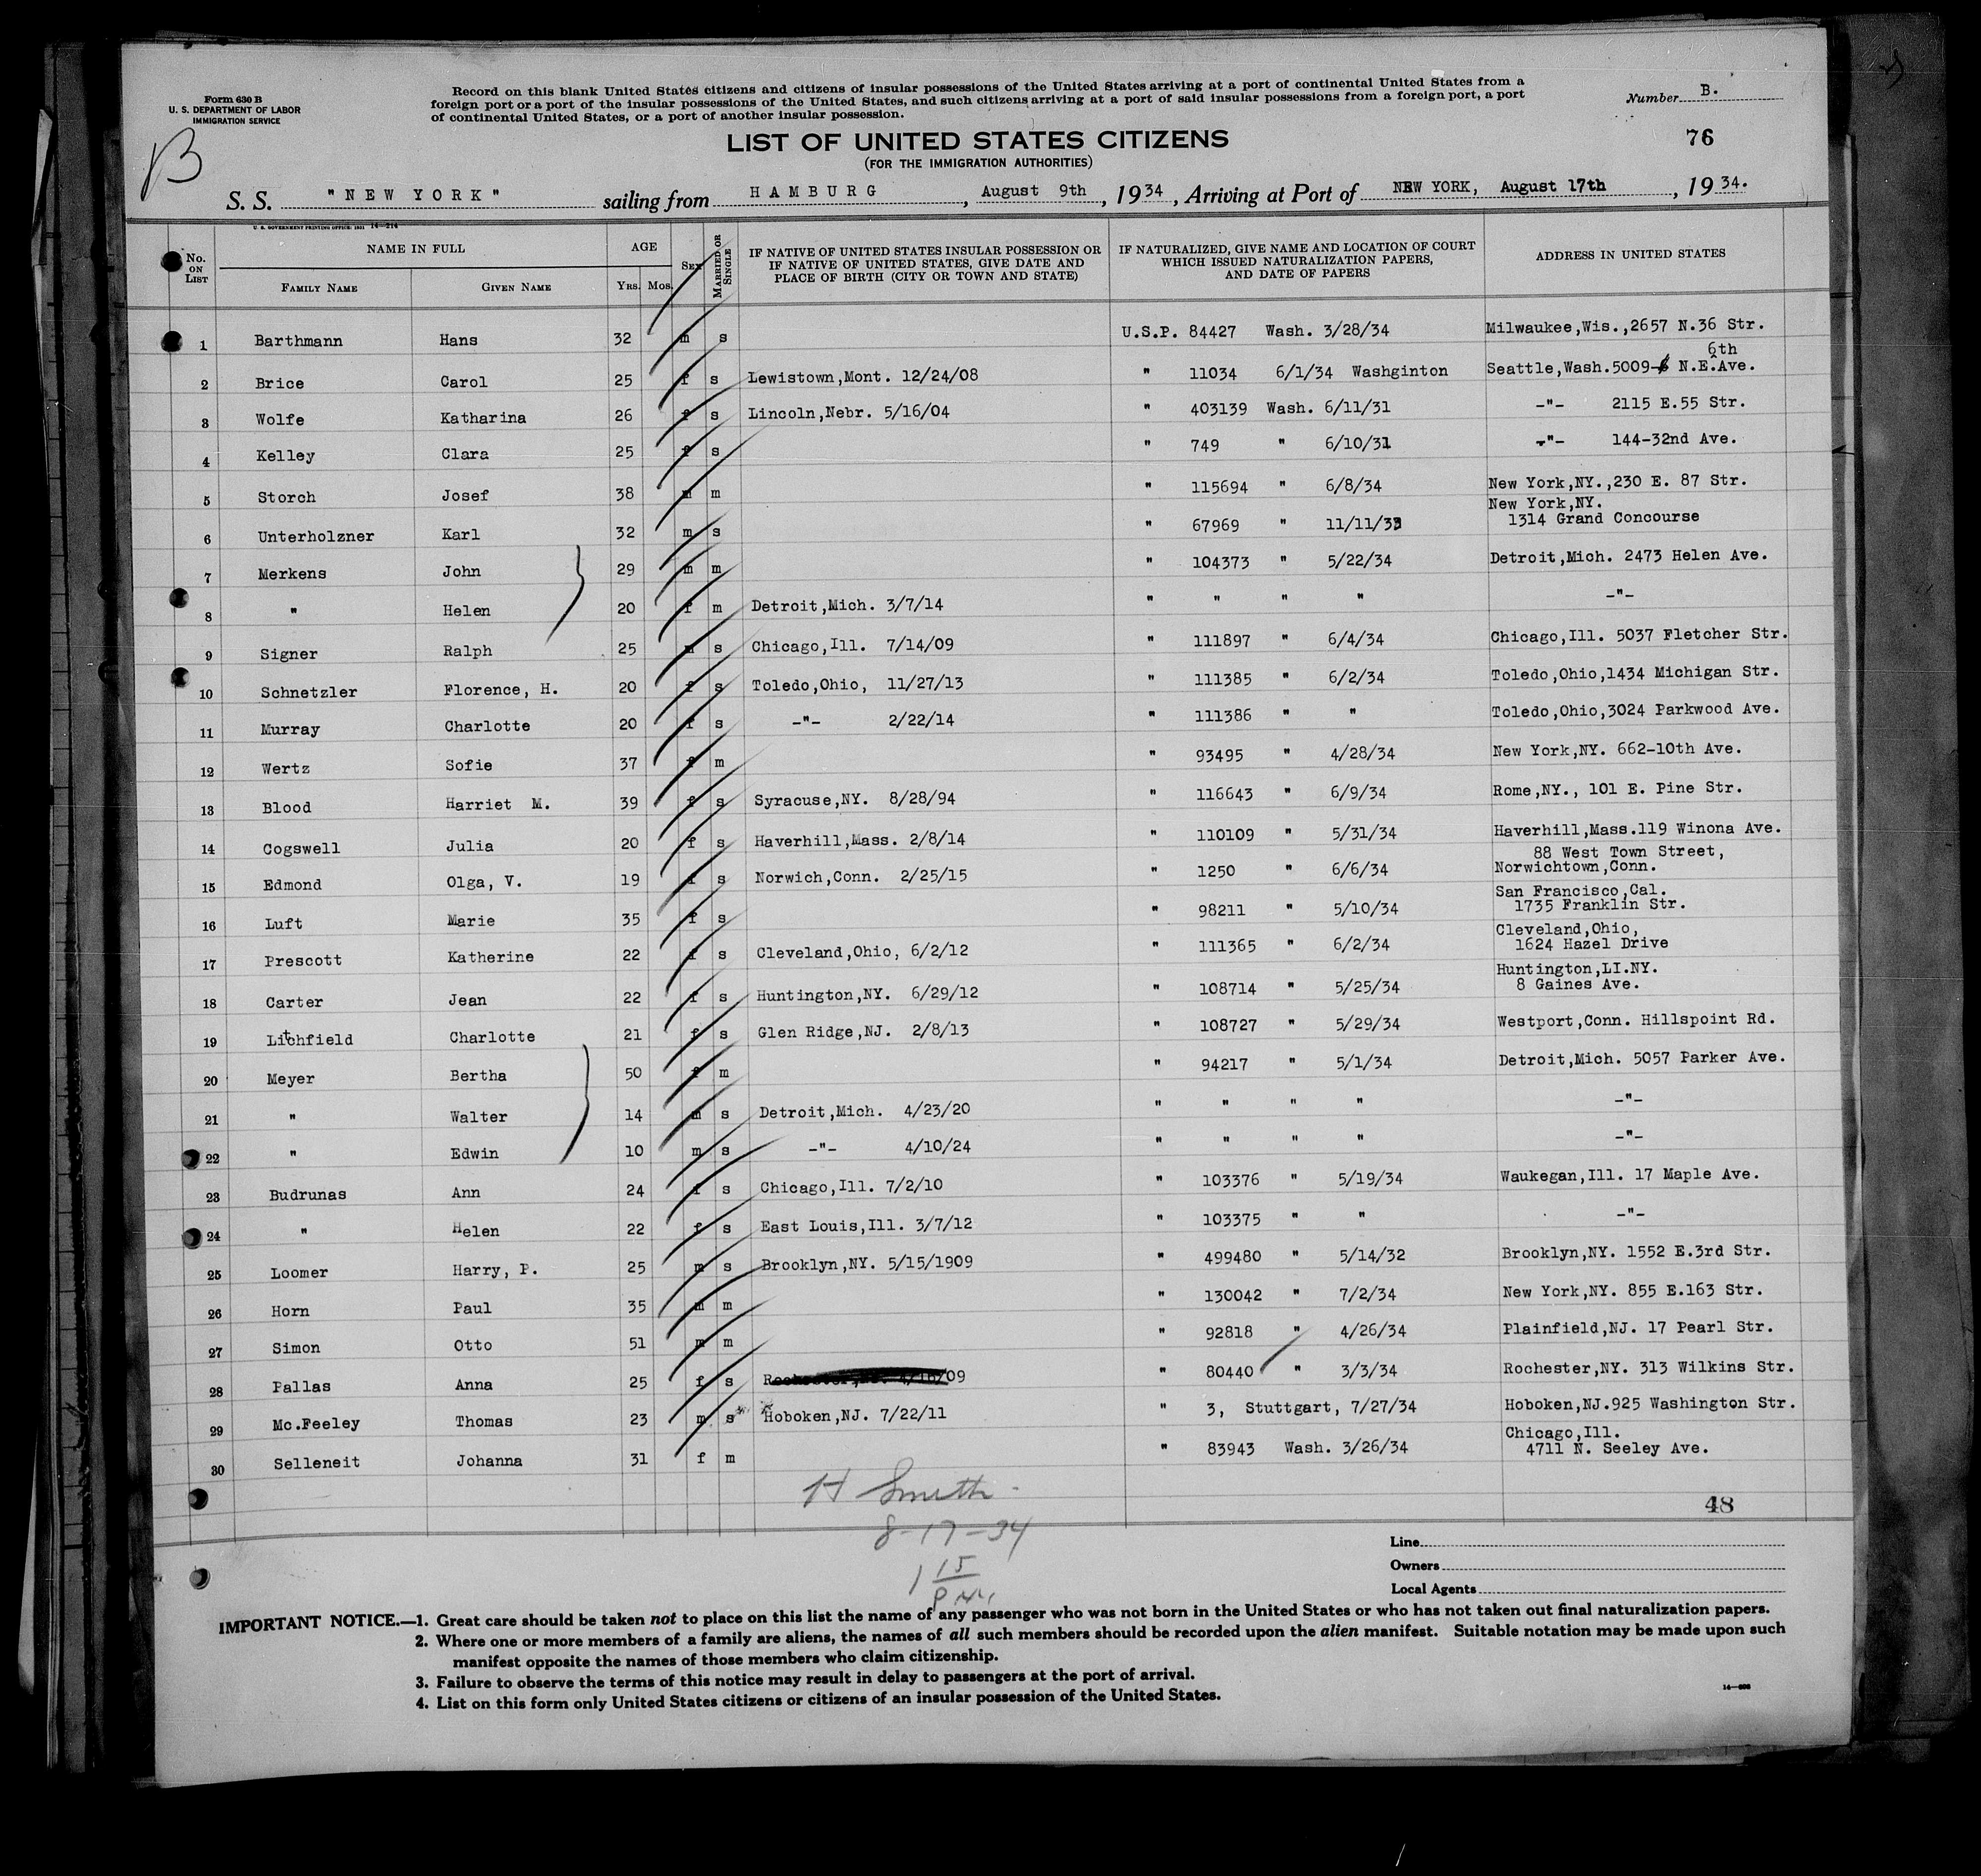 Form 630 B
U. S. DEPARTMENT OF LABOR
IMMIGRATION SERVICE
B
Record on this blank United States citizens and citizens of insular possessions of the United States arriving at a port of continental United States from a
foreign port or a port of the insular possessions of the United States, and such citizens arriving at a port of said insular possessions from a foreign port, a port
of continental United States, or a port of another insular possession.
Number B.
LIST OF UNITED STATES CITIZENS
(FOR THE IMMIGRATION AUTHORITIES)
76
S. S. "NEW YORK" sailing from HAMBURG, August 9th, 1934, Arriving at Port of NEW YORK, August 17th, 1934.
U. S. GOVERNMENT PRINTING OFFICE: 1931 14—214
No. ON LIST
NAME IN FULL
FAMILY NAME
GIVEN NAME
AGE
YRS. MOS.
SEX
MARRIED OR SINGLE
IF NATIVE OF UNITED STATES INSULAR POSSESSION OR
IF NATIVE OF UNITED STATES, GIVE DATE AND
PLACE OF BIRTH (CITY OR TOWN AND STATE)
IF NATURALIZED, GIVE NAME AND LOCATION OF COURT
WHICH ISSUED NATURALIZATION PAPERS,
AND DATE OF PAPERS
ADDRESS IN UNITED STATES
1 Barthmann Hans 32 m s U.S.P. 84427 Wash. 3/28/34 Milwaukee,Wis.,2657 N.36 Str.
2 Brice Carol 25 f s Lewistown,Mont. 12/24/08 " 11034 6/1/34 Washginton Seattle,Wash.5009- 6th N.E.Ave.
3 Wolfe Katharina 26 f s Lincoln,Nebr. 5/16/04 " 403139 Wash. 6/11/31 -"- 2115 E.55 Str.
4 Kelley Clara 25 f s " 749 " 6/10/31 -"- 144-32nd Ave.
5 Storch Josef 38 m m " 115694 " 6/8/34 New York,NY.,230 E. 87 Str.
6 Unterholzner Karl 32 m s " 67969 " 11/11/33 New York,NY.
1314 Grand Concourse
7 Merkens John 29 m m " 104373 " 5/22/34 Detroit,Mich. 2473 Helen Ave.
8 " Helen 20 f m Detroit,Mich. 3/7/14 " " " " -"-
9 Signer Ralph 25 m s Chicago,Ill. 7/14/09 " 111897 " 6/4/34 Chicago,Ill. 5037 Fletcher Str.
10 Schnetzler Florence, H. 20 f s Toledo,Ohio, 11/27/13 " 111385 " 6/2/34 Toledo,Ohio,1434 Michigan Str.
11 Murray Charlotte 20 f s -"- 2/22/14 " 111386 " " Toledo,Ohio,3024 Parkwood Ave.
12 Wertz Sofie 37 f m " 93495 " 4/28/34 New York,NY. 662-10th Ave.
13 Blood Harriet M. 39 f s Syracuse,NY. 8/28/94 " 116643 " 6/9/34 Rome,NY., 101 E. Pine Str.
14 Cogswell Julia 20 f s Haverhill,Mass. 2/8/14 " 110109 " 5/31/34 Haverhill,Mass.119 Winona Ave.
15 Edmond Olga, V. 19 f s Norwich,Conn. 2/25/15 " 1250 " 6/6/34 88 West Town Street,
Norwichtown,Conn.
16 Luft Marie 35 f s " 98211 " 5/10/34 San Francisco,Cal.
1735 Franklin Str.
17 Prescott Katherine 22 f s Cleveland,Ohio, 6/2/12 " 111365 " 6/2/34 Cleveland,Ohio,
1624 Hazel Drive
18 Carter Jean 22 f s Huntington,NY. 6/29/12 " 108714 " 5/25/34 Huntington,LI.NY.
8 Gaines Ave.
19 Litchfield Charlotte 21 f s Glen Ridge,NJ. 2/8/13 " 108727 " 5/29/34 Westport,Conn. Hillspoint Rd.
20 Meyer Bertha 50 f m " 94217 " 5/1/34 Detroit,Mich. 5057 Parker Ave.
21 " Walter 14 m s Detroit,Mich. 4/23/20 " " " " -"-
22 " Edwin 10 m s -"- 4/10/24 " " " " -"-
23 Budrunas Ann 24 f s Chicago,Ill. 7/2/10 " 103376 " 5/19/34 Waukegan,Ill. 17 Maple Ave.
24 " Helen 22 f s East Louis,Ill. 3/7/12 " 103375 " " -"-
25 Loomer Harry, P. 25 m s Brooklyn,NY. 5/15/1909 " 499480 " 5/14/32 Brooklyn,NY. 1552 E.3rd Str.
26 Horn Paul 35 m m " 130042 " 7/2/34 New York,NY. 855 E.163 Str.
27 Simon Otto 51 m m " 92818 " 4/26/34 Plainfield,NJ. 17 Pearl Str.
28 Pallas Anna 25 f s " 80440 " 3/3/34 Rochester,NY. 313 Wilkins Str.
29 Mc.Feeley Thomas 23 m s Hoboken,NJ. 7/22/11 " 3, Stuttgart, 7/27/34 Hoboken,NJ.925 Washington Str.
30 Selleneit Johanna 31 f m " 83943 Wash. 3/26/34 Chicago,Ill.
4711 N. Seeley Ave.
H Smith
8-17-34
1 15
P.M.
48
Line
Owners
Local Agents
IMPORTANT NOTICE.—1. Great care should be taken not to place on this list the name of any passenger who was not born in the United States or who has not taken out final naturalization papers.
2. Where one or more members of a family are aliens, the names of all such members should be recorded upon the alien manifest. Suitable notation may be made upon such
manifest opposite the names of those members who claim citizenship.
3. Failure to observe the terms of this notice may result in delay to passengers at the port of arrival.
4. List on this form only United States citizens or citizens of an insular possession of the United States.